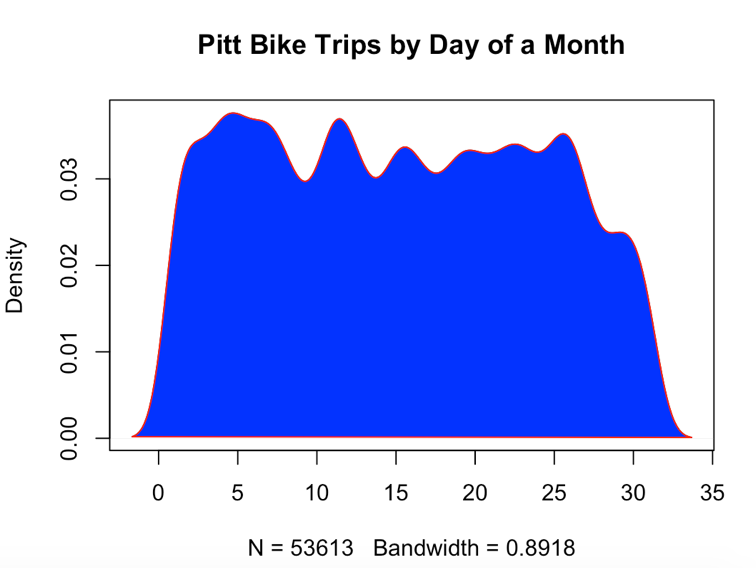 Pitt Bike Trips by Day of a Month
Density
0.03
0.02
0.01
0.00
0 5 10 15 20 25 30 35
N = 53613 Bandwidth = 0.8918